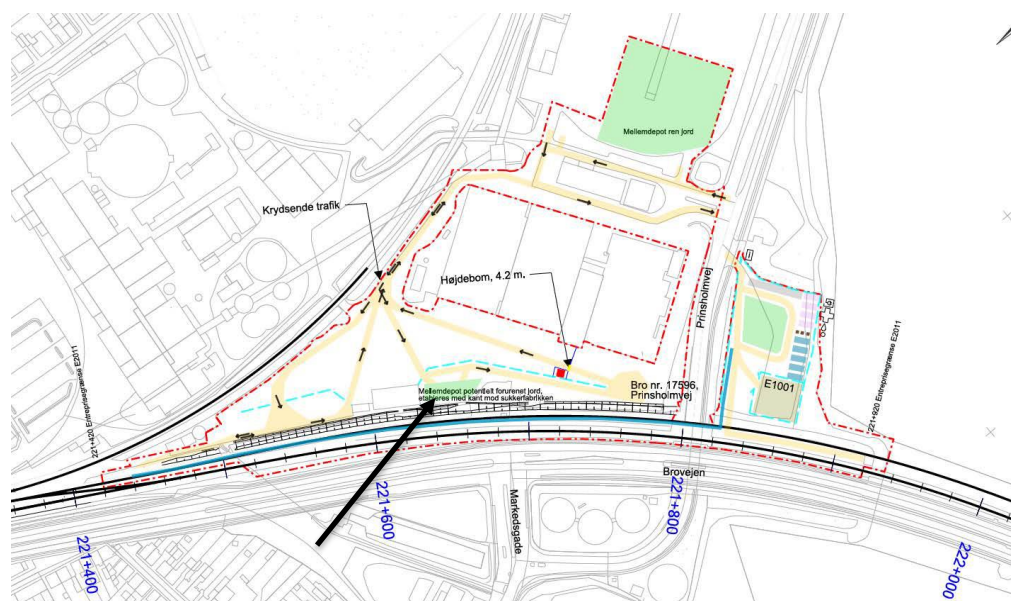 Mellemdepot ren jord
Krydsende trafik
Højdebom, 4.2 m.
Prinsholmvej
Bro nr. 17596,
Prinsholmvej
Mellemdepot potentielt forurenet jord,
etableres med kant mod sukkerfabrikken
E1001
221+420 Entreprisegrænse E2011
221+920 Entreprisegrænse E2011
Brovejen
Markedsgade
221+400
221+600
221+800
222+000